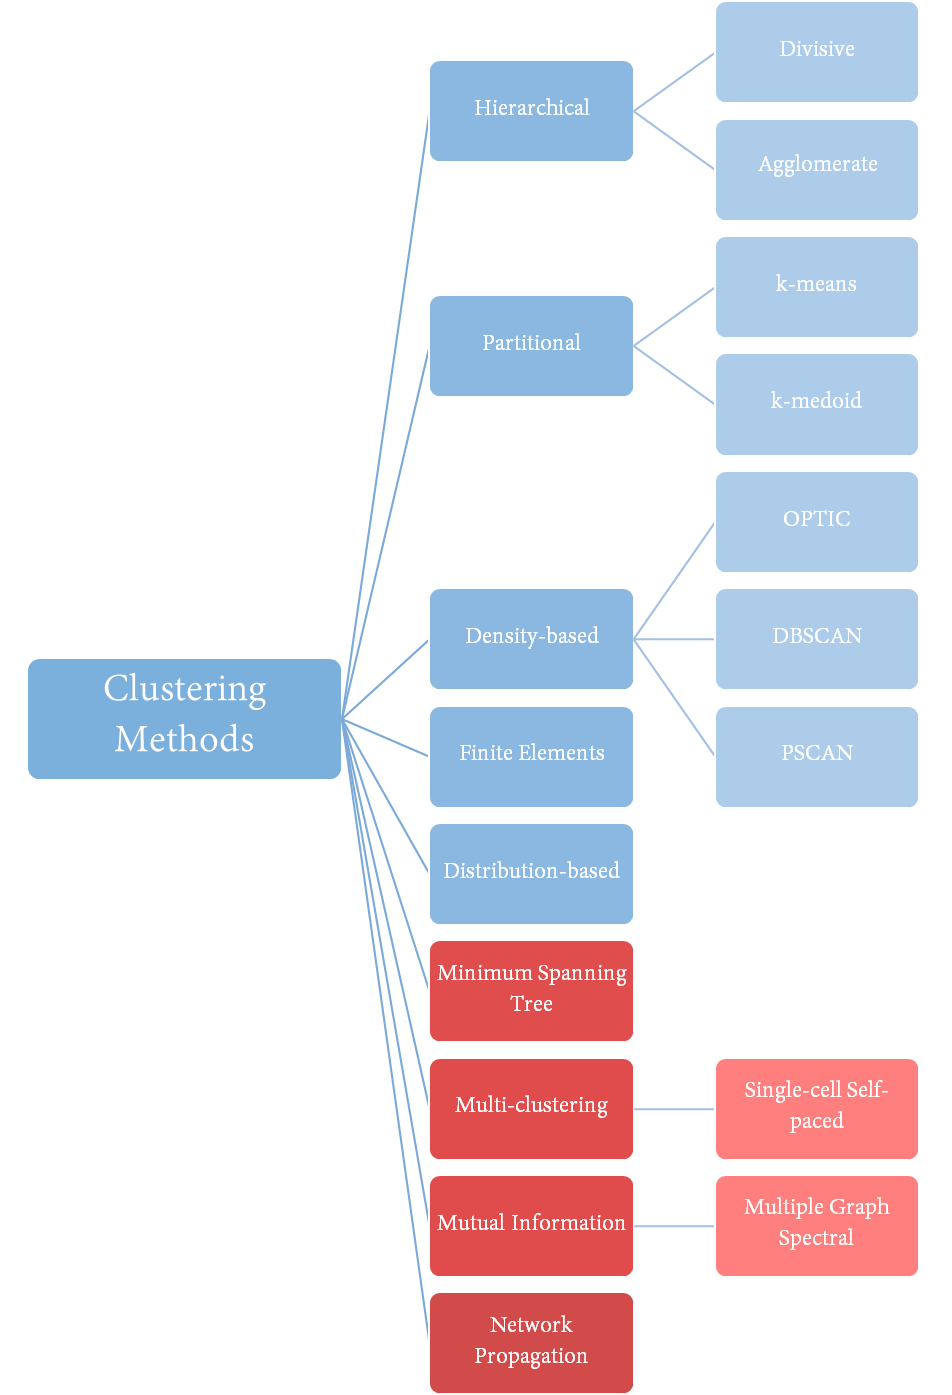 Clustering
Methods
Hierarchical
Divisive
Agglomerate
Partitional
k-means
k-medoid
Density-based
OPTIC
DBSCAN
PSCAN
Finite Elements
Distribution-based
Minimum Spanning
Tree
Multi-clustering
Single-cell Self-
paced
Mutual Information
Multiple Graph
Spectral
Network
Propagation